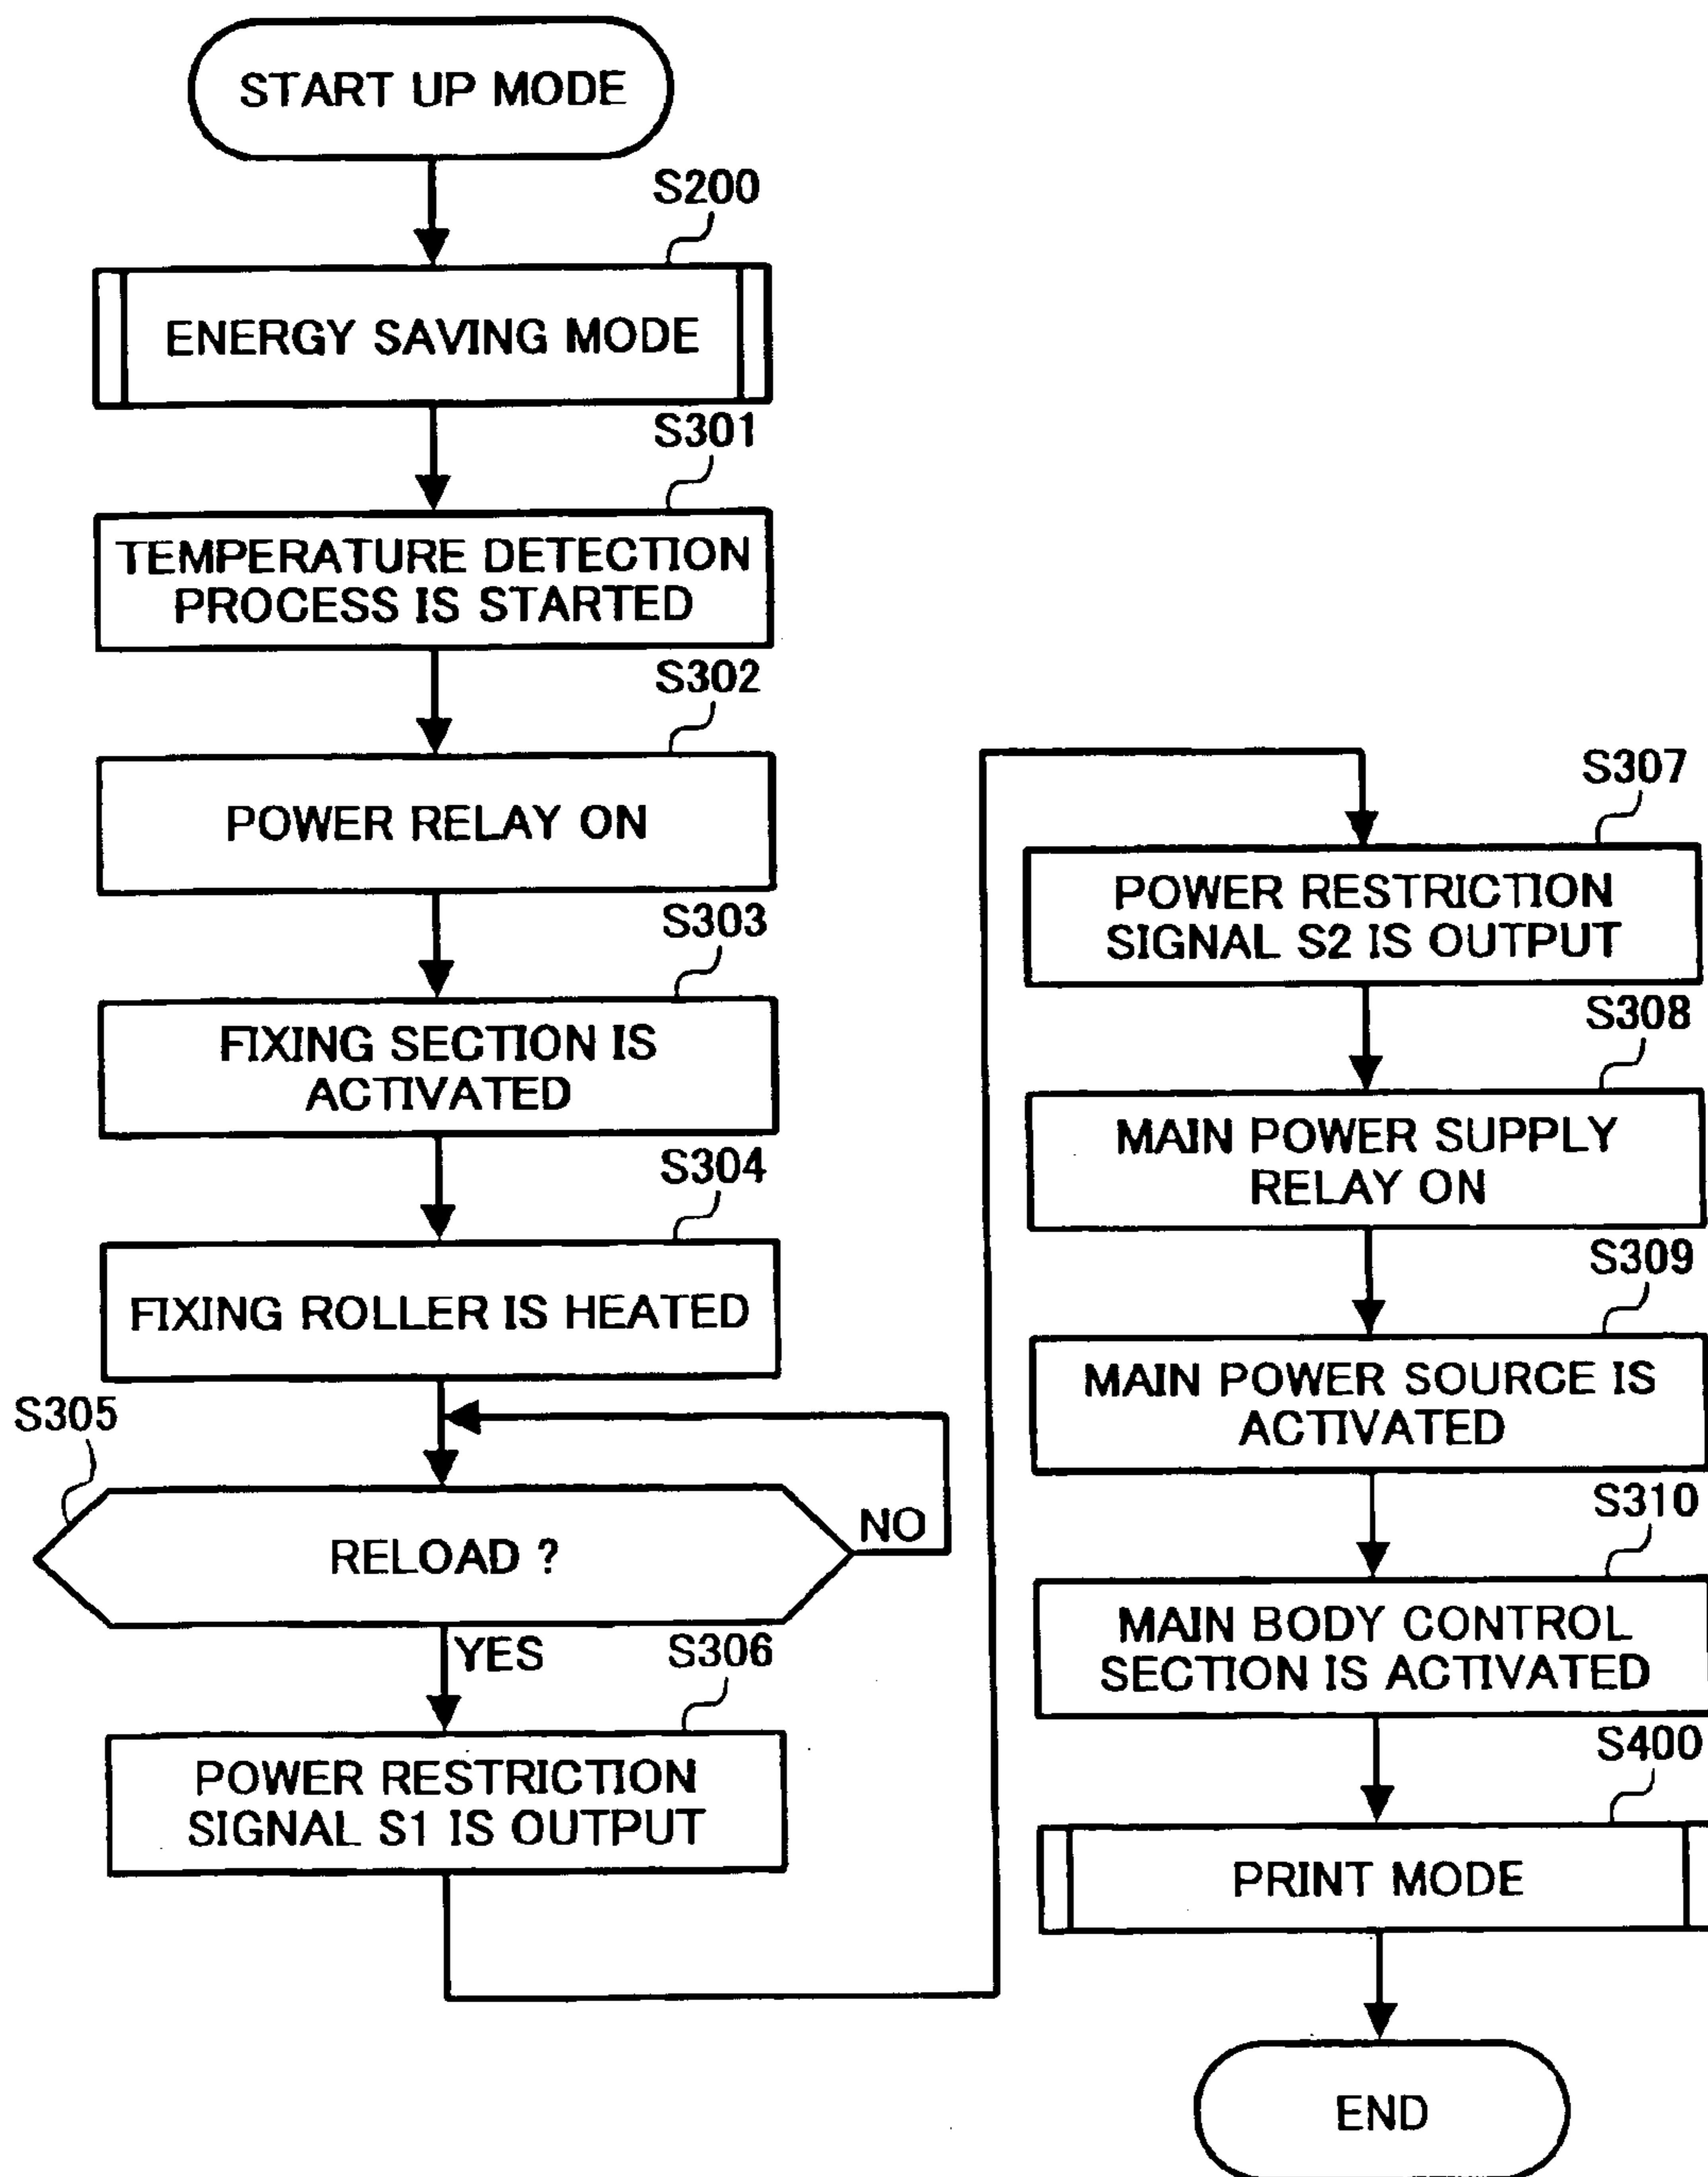 START UP MODE
S200
ENERGY SAVING MODE
S301
TEMPERATURE DETECTION
PROCESS IS STARTED
S302
POWER RELAY ON
S303
FIXING SECTION IS
ACTIVATED
S304
FIXING ROLLER IS HEATED
S305
RELOAD ?
NO
YES
S306
POWER RESTRICTION
SIGNAL S1 IS OUTPUT
S307
POWER RESTRICTION
SIGNAL S2 IS OUTPUT
S308
MAIN POWER SUPPLY
RELAY ON
S309
MAIN POWER SOURCE IS
ACTIVATED
S310
MAIN BODY CONTROL
SECTION IS ACTIVATED
S400
PRINT MODE
END